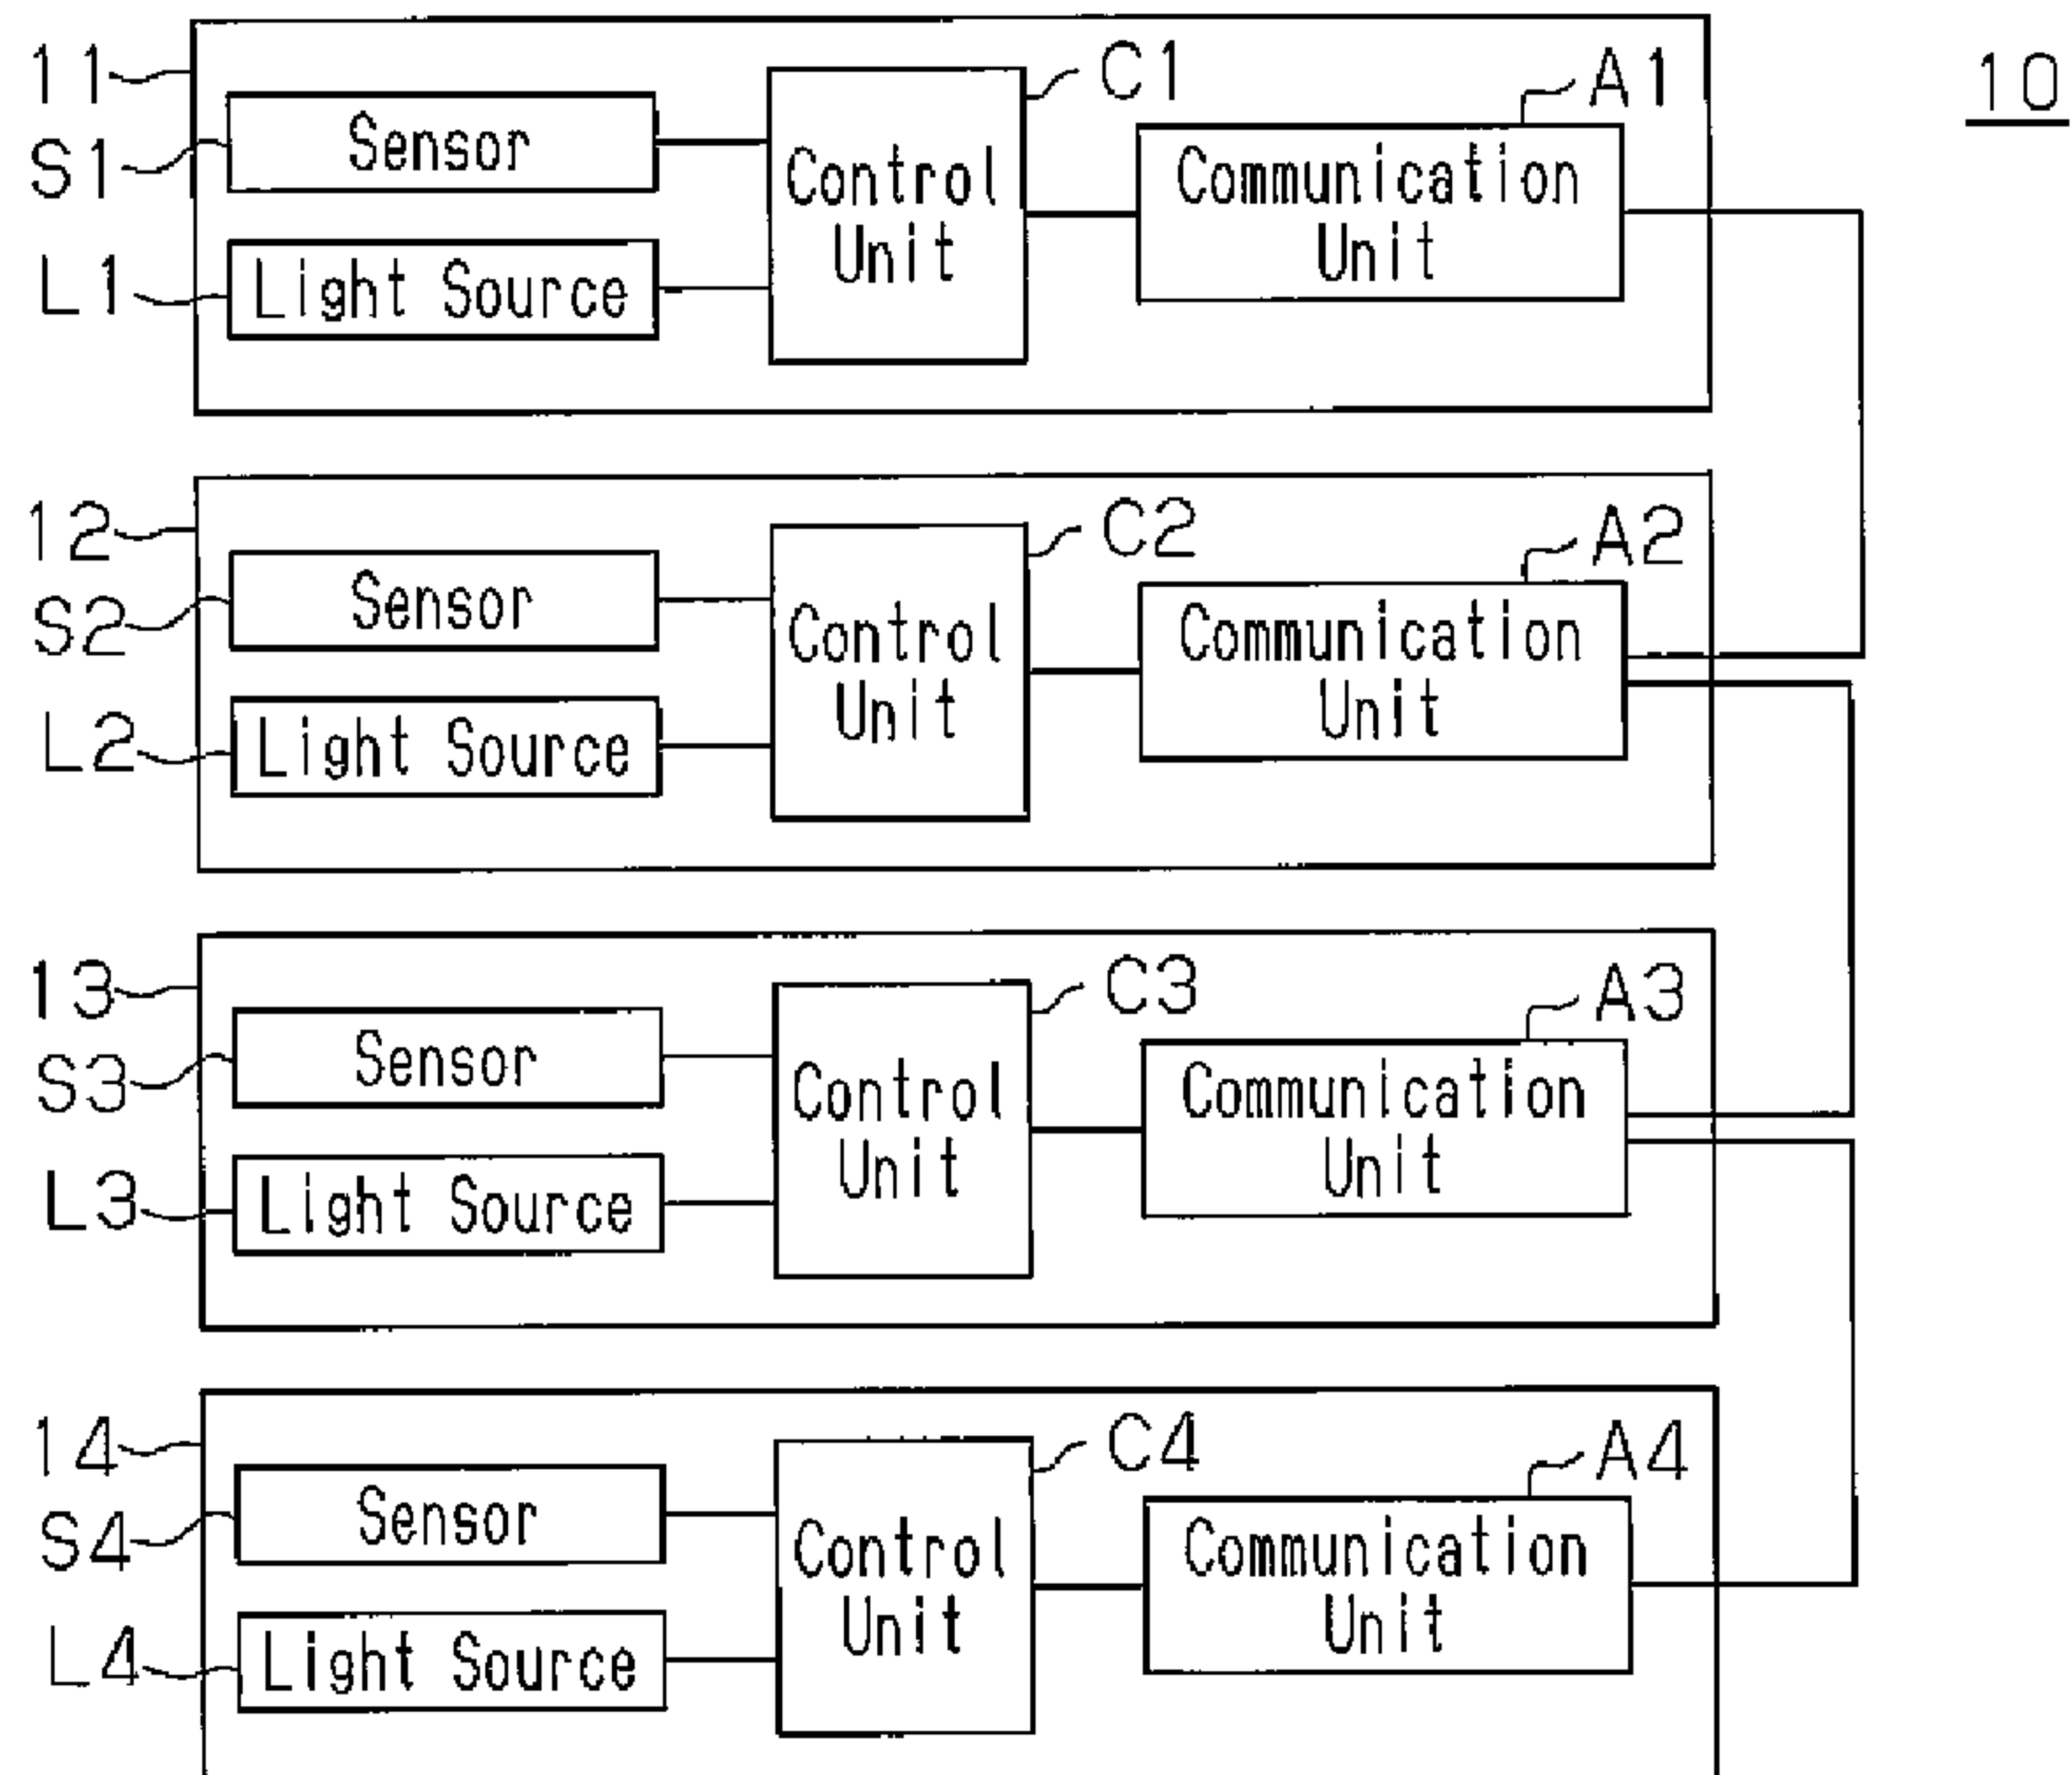 10
11
C1
A1
S1
Sensor
Control
Unit
Communication
Unit
L1
Light Source
12
C2
A2
S2
Sensor
Control
Unit
Communication
Unit
L2
Light Source
13
C3
A3
S3
Sensor
Control
Unit
Communication
Unit
L3
Light Source
14
C4
A4
S4
Sensor
Control
Unit
Communication
Unit
L4
Light Source